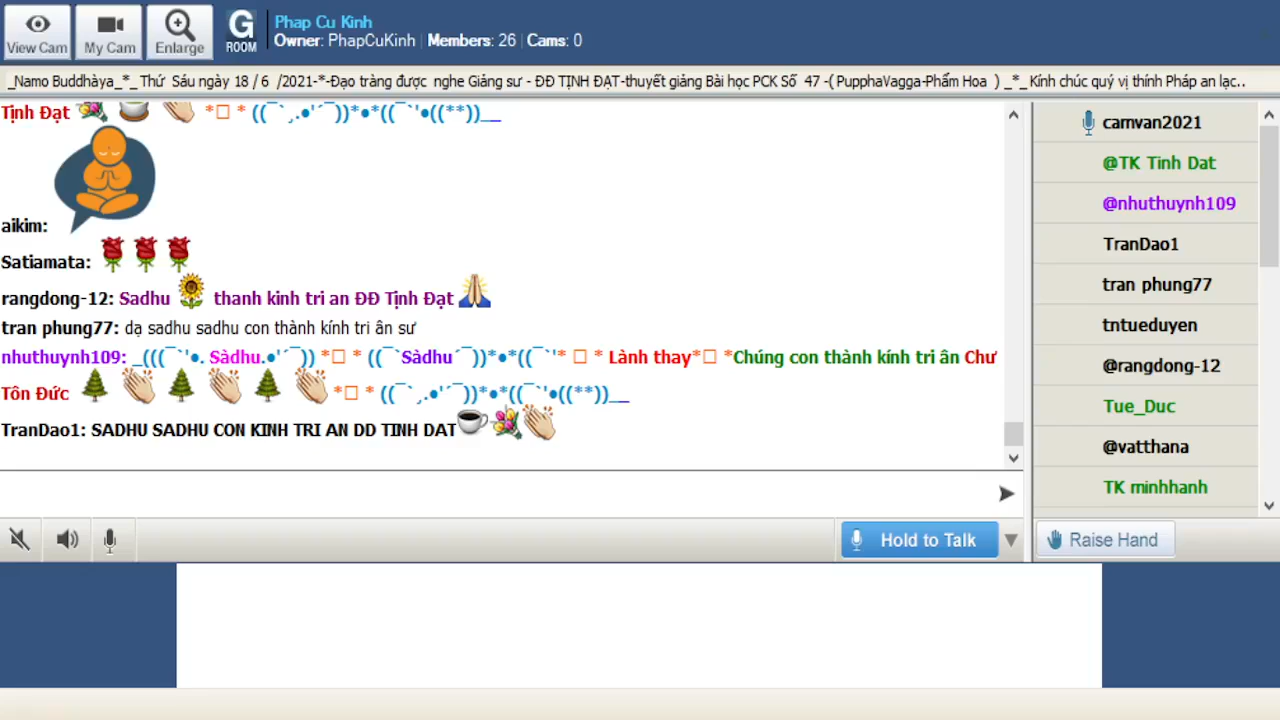 View Cam
My Cam
Enlarge
G
ROOM
Phap Cu Kinh
Owner: PhapCuKinh | Members: 26 | Cams: 0
_Namo Buddhàya_*_Thứ Sáu ngày 18 / 6 /2021-*-Đạo tràng được nghe Giảng sư - ĐĐ TỊNH ĐẠT-thuyết giảng Bài học PCK Số 47 -( PupphaVagga-Phẩm Hoa ) _*_Kính chúc quý vị thính Pháp an lạc..
Tịnh Đạt *□ * ((¯`¸.●'´¯))*●*((¯`'●((**))__
aikim:
Satiamata:
rangdong-12: Sadhu thanh kinh tri an ĐĐ Tịnh Đạt
tran phung77: dạ sadhu sadhu con thành kính tri ân sư
nhuthuynh109: _(((¯`'●. Sàdhu.●'´¯)) *□ * ((¯`Sàdhu´¯))*●*((¯`'* □ * Lành thay*□ *Chúng con thành kính tri ân Chư
Tôn Đức *□ * ((¯`¸.●'´¯))*●*((¯`'●((**))__
TranDao1: SADHU SADHU CON KINH TRI AN DD TINH DAT
camvan2021
@TK Tinh Dat
@nhuthuynh109
TranDao1
tran phung77
tntueduyen
@rangdong-12
Tue_Duc
@vatthana
TK minhhanh
Hold to Talk
Raise Hand